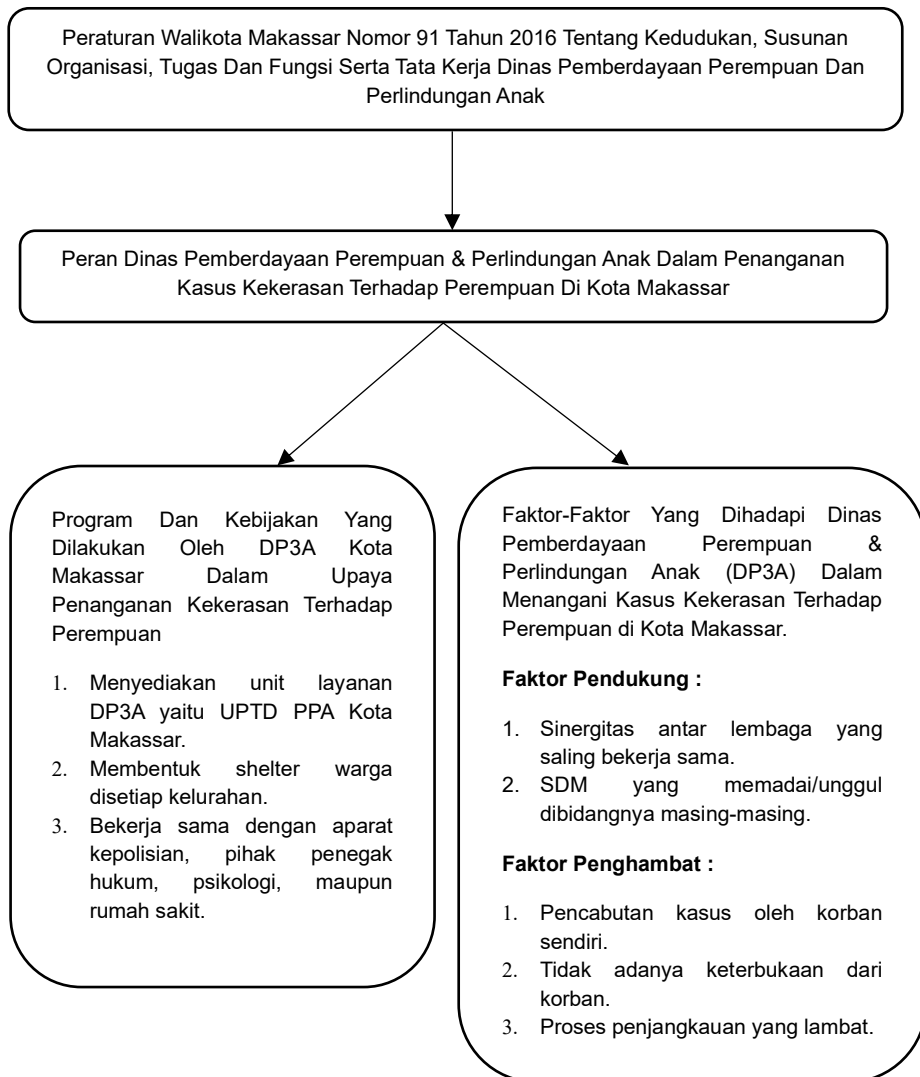 Peraturan Walikota Makassar Nomor 91 Tahun 2016 Tentang Kedudukan, Susunan
Organisasi, Tugas Dan Fungsi Serta Tata Kerja Dinas Pemberdayaan Perempuan Dan
Perlindungan Anak
Peran Dinas Pemberdayaan Perempuan & Perlindungan Anak Dalam Penanganan
Kasus Kekerasan Terhadap Perempuan Di Kota Makassar
Program Dan Kebijakan Yang
Dilakukan Oleh DP3A Kota
Makassar Dalam Upaya
Penanganan Kekerasan Terhadap
Perempuan
1. Menyediakan unit layanan
DP3A yaitu UPTD PPA Kota
Makassar.
2. Membentuk shelter warga
disetiap kelurahan.
3. Bekerja sama dengan aparat
kepolisian, pihak penegak
hukum, psikologi, maupun
rumah sakit.
Faktor-Faktor Yang Dihadapi Dinas
Pemberdayaan Perempuan &
Perlindungan Anak (DP3A) Dalam
Menangani Kasus Kekerasan Terhadap
Perempuan di Kota Makassar.
Faktor Pendukung :
1. Sinergitas antar lembaga yang
saling bekerja sama.
2. SDM yang memadai/unggul
dibidangnya masing-masing.
Faktor Penghambat :
1. Pencabutan kasus oleh korban
sendiri.
2. Tidak adanya keterbukaan dari
korban.
3. Proses penjangkauan yang lambat.